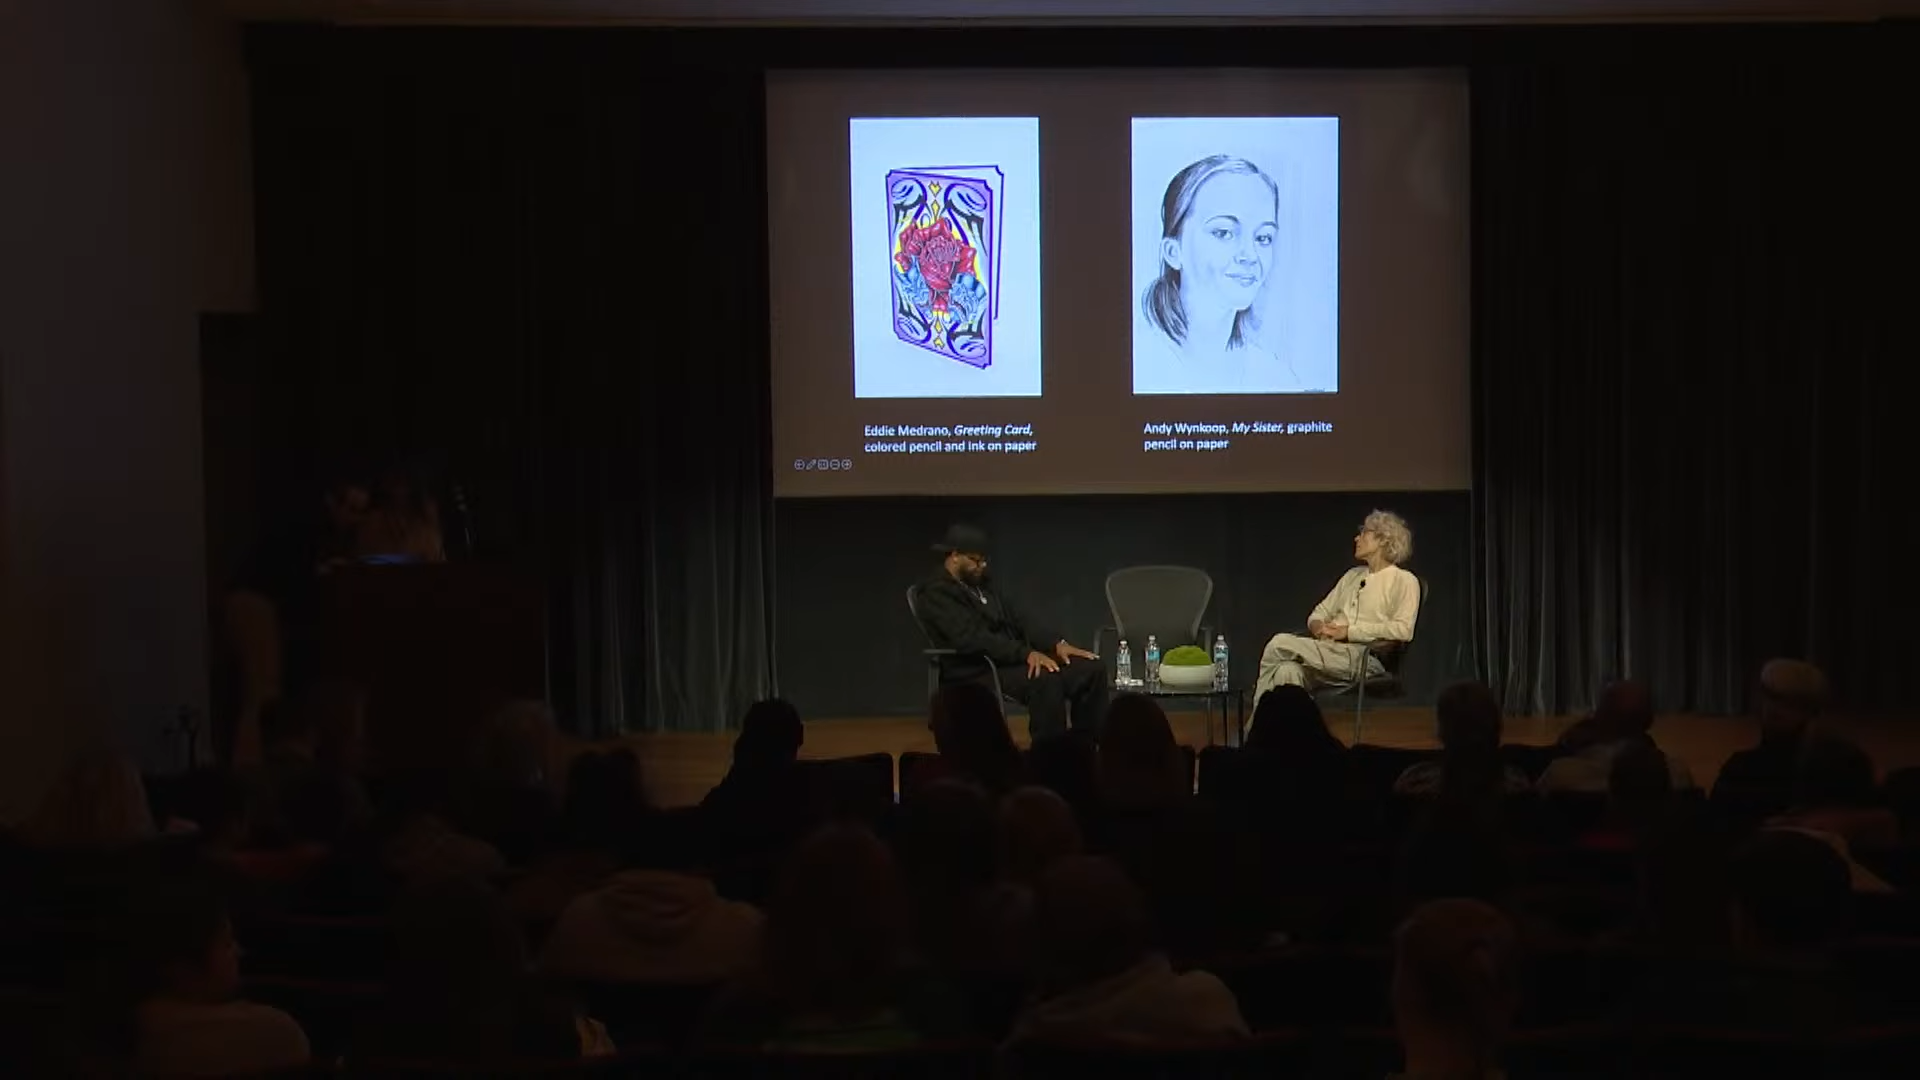 Eddie Medrano, Greeting Card,
colored pencil and ink on paper
Andy Wynkoop, My Sister, graphite
pencil on paper